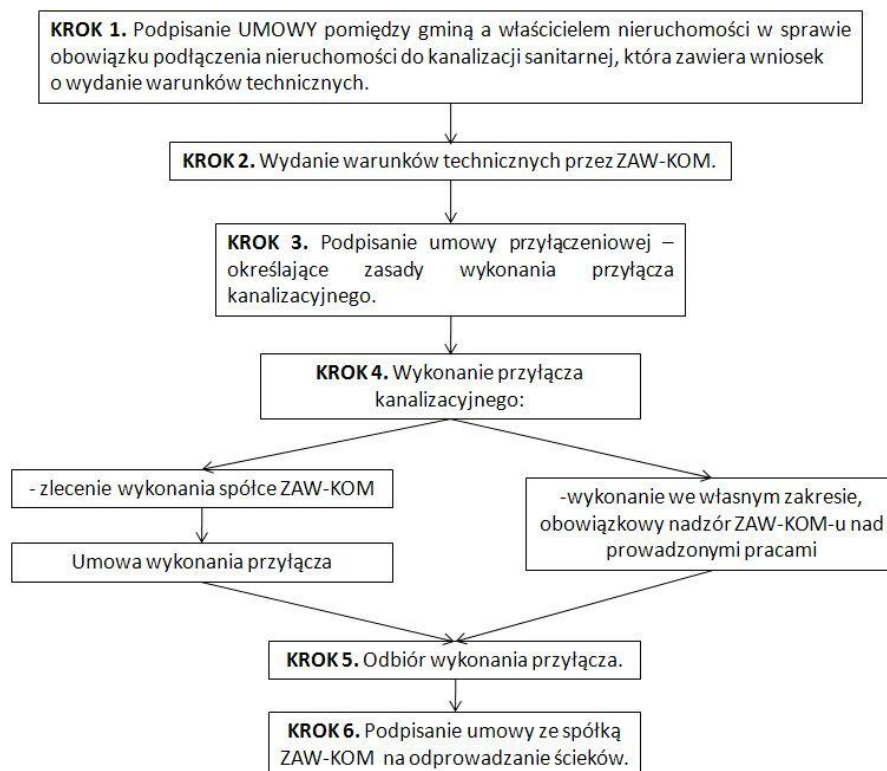 KROK 1. Podpisanie UMOWY pomiędzy gminą a właścicielem nieruchomości w sprawie
obowiązku podłączenia nieruchomości do kanalizacji sanitarnej, która zawiera wniosek
o wydanie warunków technicznych.
KROK 2. Wydanie warunków technicznych przez ZAW-KOM.
KROK 3. Podpisanie umowy przyłączeniowej –
określające zasady wykonania przyłącza
kanalizacyjnego.
KROK 4. Wykonanie przyłącza
kanalizacyjnego:
- zlecenie wykonania spółce ZAW-KOM
Umowa wykonania przyłącza
-wykonanie we własnym zakresie,
obowiązkowy nadzór ZAW-KOM-u nad
prowadzonymi pracami
KROK 5. Odbiór wykonania przyłącza.
KROK 6. Podpisanie umowy ze spółką
ZAW-KOM na odprowadzanie ścieków.